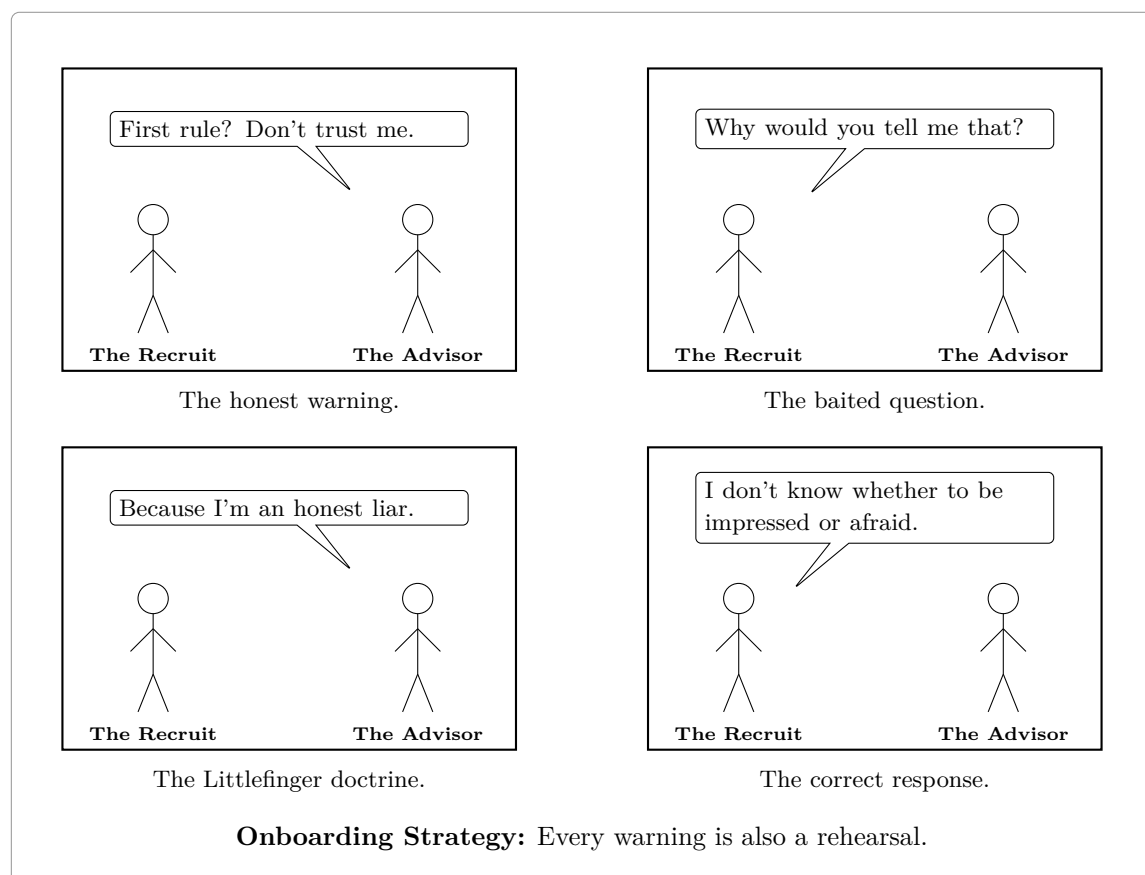 First rule? Don't trust me.
The Recruit
The Advisor
The honest warning.
Why would you tell me that?
The Recruit
The Advisor
The baited question.
Because I'm an honest liar.
The Recruit
The Advisor
The Littlefinger doctrine.
I don't know whether to be
impressed or afraid.
The Recruit
The Advisor
The correct response.
Onboarding Strategy: Every warning is also a rehearsal.